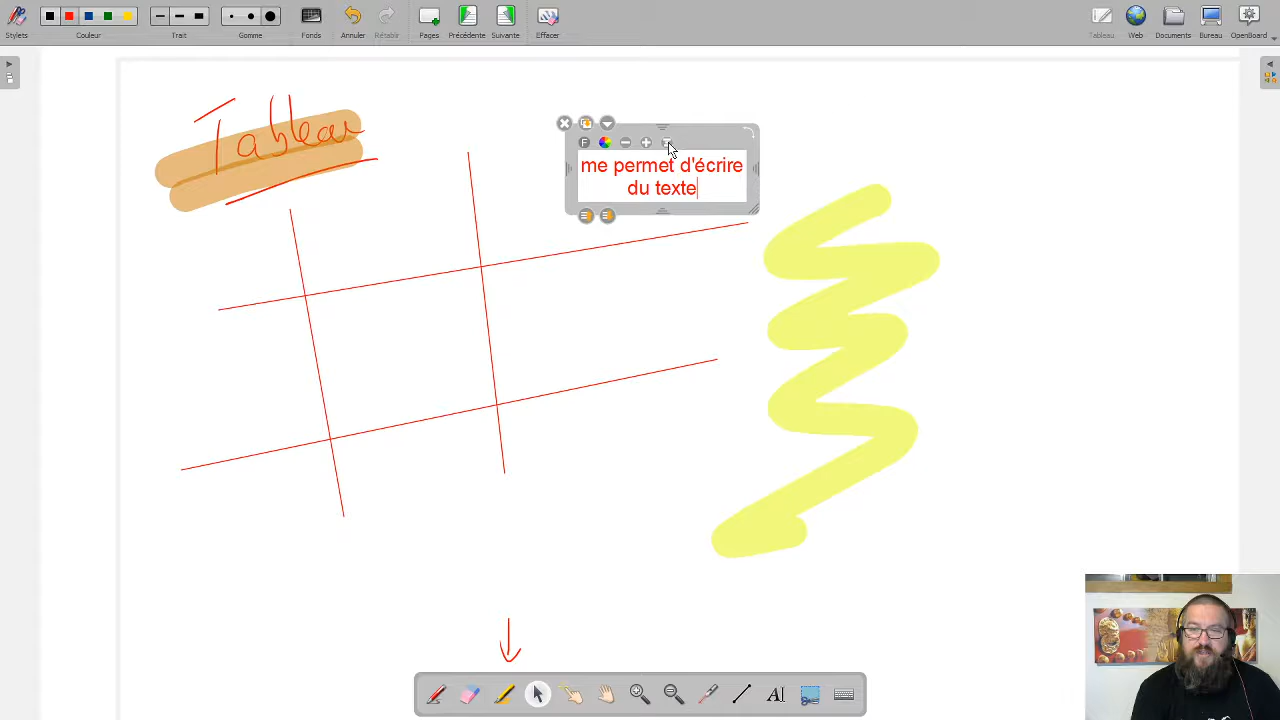 Stylets
Couleur
Trait
Gomme
Fonds
Annuler
Rétablir
Pages
Précédente
Suivante
Effacer
Tableau
Web
Documents
Bureau
OpenBoard
Tableau
F
me permet d'écrire
du texte
AI